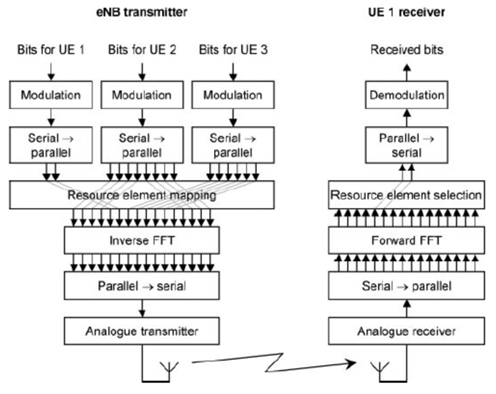 eNB transmitter
UE 1 receiver
Bits for UE 1
Bits for UE 2
Bits for UE 3
Received bits
Modulation
Modulation
Modulation
Demodulation
Serial →
parallel
Serial →
parallel
Serial →
parallel
Parallel →
serial
Resource element mapping
Resource element selection
Inverse FFT
Forward FFT
Parallel → serial
Serial → parallel
Analogue transmitter
Analogue receiver